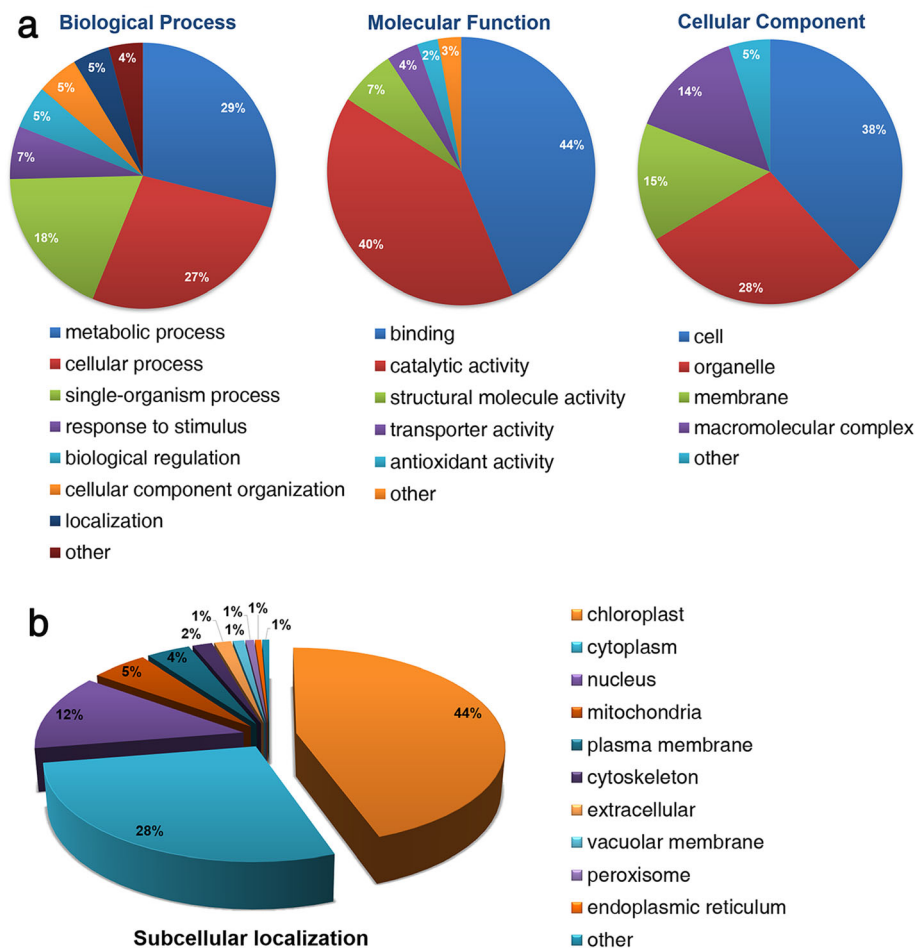 a
Biological Process
Molecular Function
Cellular Component
4%
5%
5%
5%
7%
18%
27%
29%
3%
2%
4%
7%
40%
44%
5%
14%
15%
28%
38%
metabolic process
cellular process
single-organism process
response to stimulus
biological regulation
cellular component organization
localization
other
binding
catalytic activity
structural molecule activity
transporter activity
antioxidant activity
other
cell
organelle
membrane
macromolecular complex
other
b
1%
1%
1%
2%
1%
1%
4%
5%
12%
28%
44%
Subcellular localization
chloroplast
cytoplasm
nucleus
mitochondria
plasma membrane
cytoskeleton
extracellular
vacuolar membrane
peroxisome
endoplasmic reticulum
other